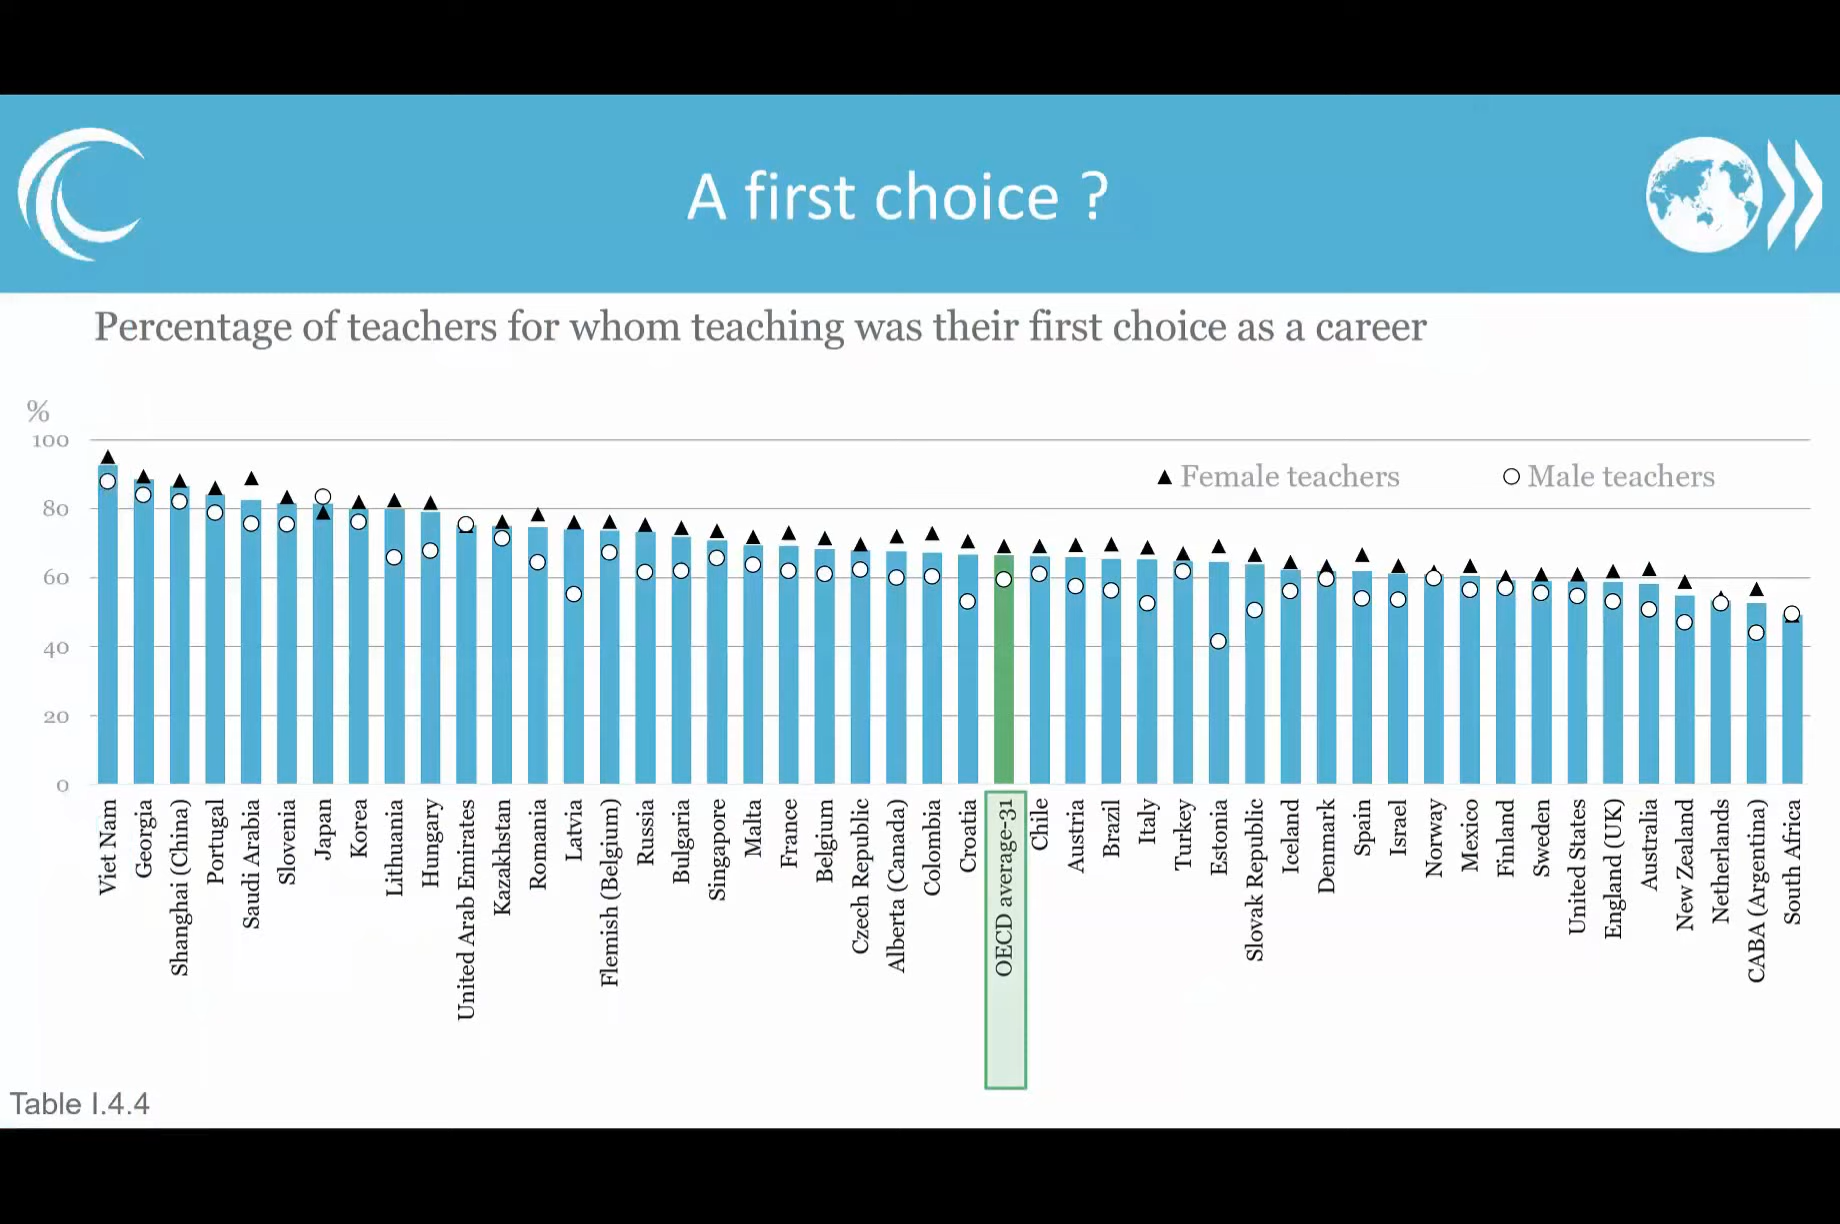 A first choice ?
Percentage of teachers for whom teaching was their first choice as a career
%
100
80
60
40
20
0
▲ Female teachers
○ Male teachers
Viet Nam
Georgia
Shanghai (China)
Portugal
Saudi Arabia
Slovenia
Japan
Korea
Lithuania
Hungary
United Arab Emirates
Kazakhstan
Romania
Latvia
Flemish (Belgium)
Russia
Bulgaria
Singapore
Malta
France
Belgium
Czech Republic
Alberta (Canada)
Colombia
Croatia
OECD average-31
Chile
Austria
Brazil
Italy
Turkey
Estonia
Slovak Republic
Iceland
Denmark
Spain
Israel
Norway
Mexico
Finland
Sweden
United States
England (UK)
Australia
New Zealand
Netherlands
CABA (Argentina)
South Africa
Table I.4.4